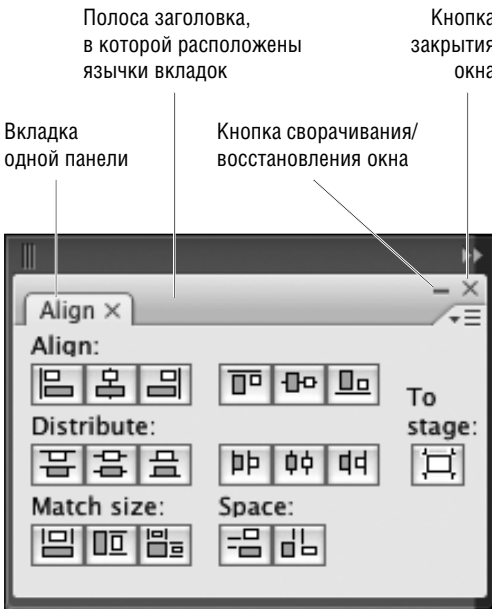 Полоса заголовка,
в которой расположены
язычки вкладок
Кнопка
закрытия
окна
Вкладка
одной панели
Кнопка сворачивания/
восстановления окна
Align
Align:
To
stage:
Distribute:
Match size:
Space: